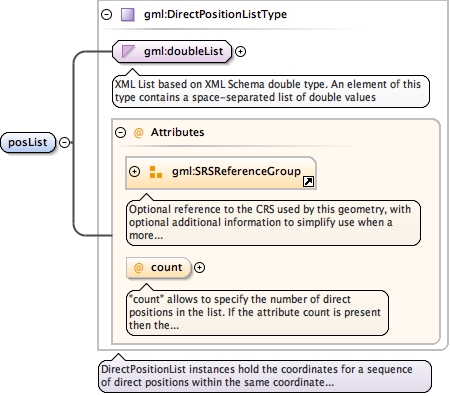 gml:DirectPositionListType
gml:doubleList
XML List based on XML Schema double type. An element of this
type contains a space-separated list of double values
posList
@ Attributes
gml:SRSReferenceGroup
Optional reference to the CRS used by this geometry, with
optional additional information to simplify use when a
more...
@ count
"count" allows to specify the number of direct
positions in the list. If the attribute count is present
then the...
DirectPositionList instances hold the coordinates for a sequence
of direct positions within the same coordinate...